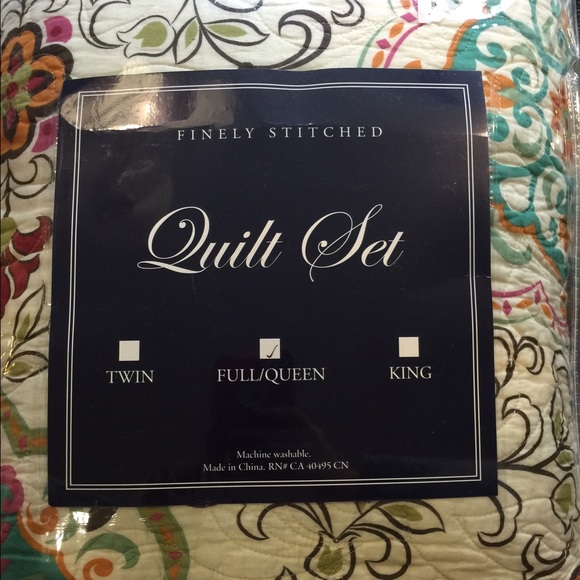 FINELY STITCHED
Quilt Set
TWIN FULL/QUEEN KING
Machine washable.
Made in China. RN# CA 40495 CN